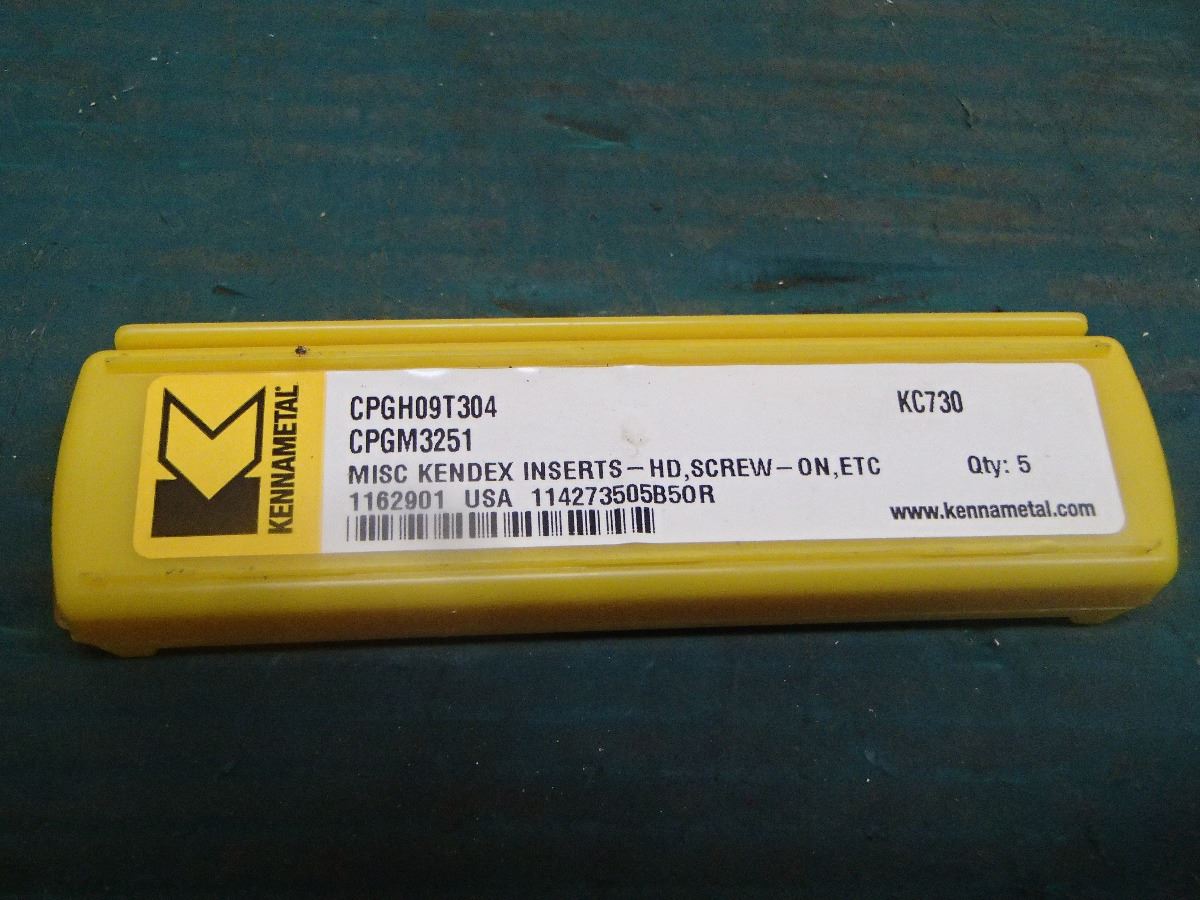 KENNAMETAL
CPGH09T304
KC730
CPGM3251
MISC KENDEX INSERTS-HD,SCREW-ON,ETC
Qty: 5
1162901 USA 114273505B50R
www.kennametal.com